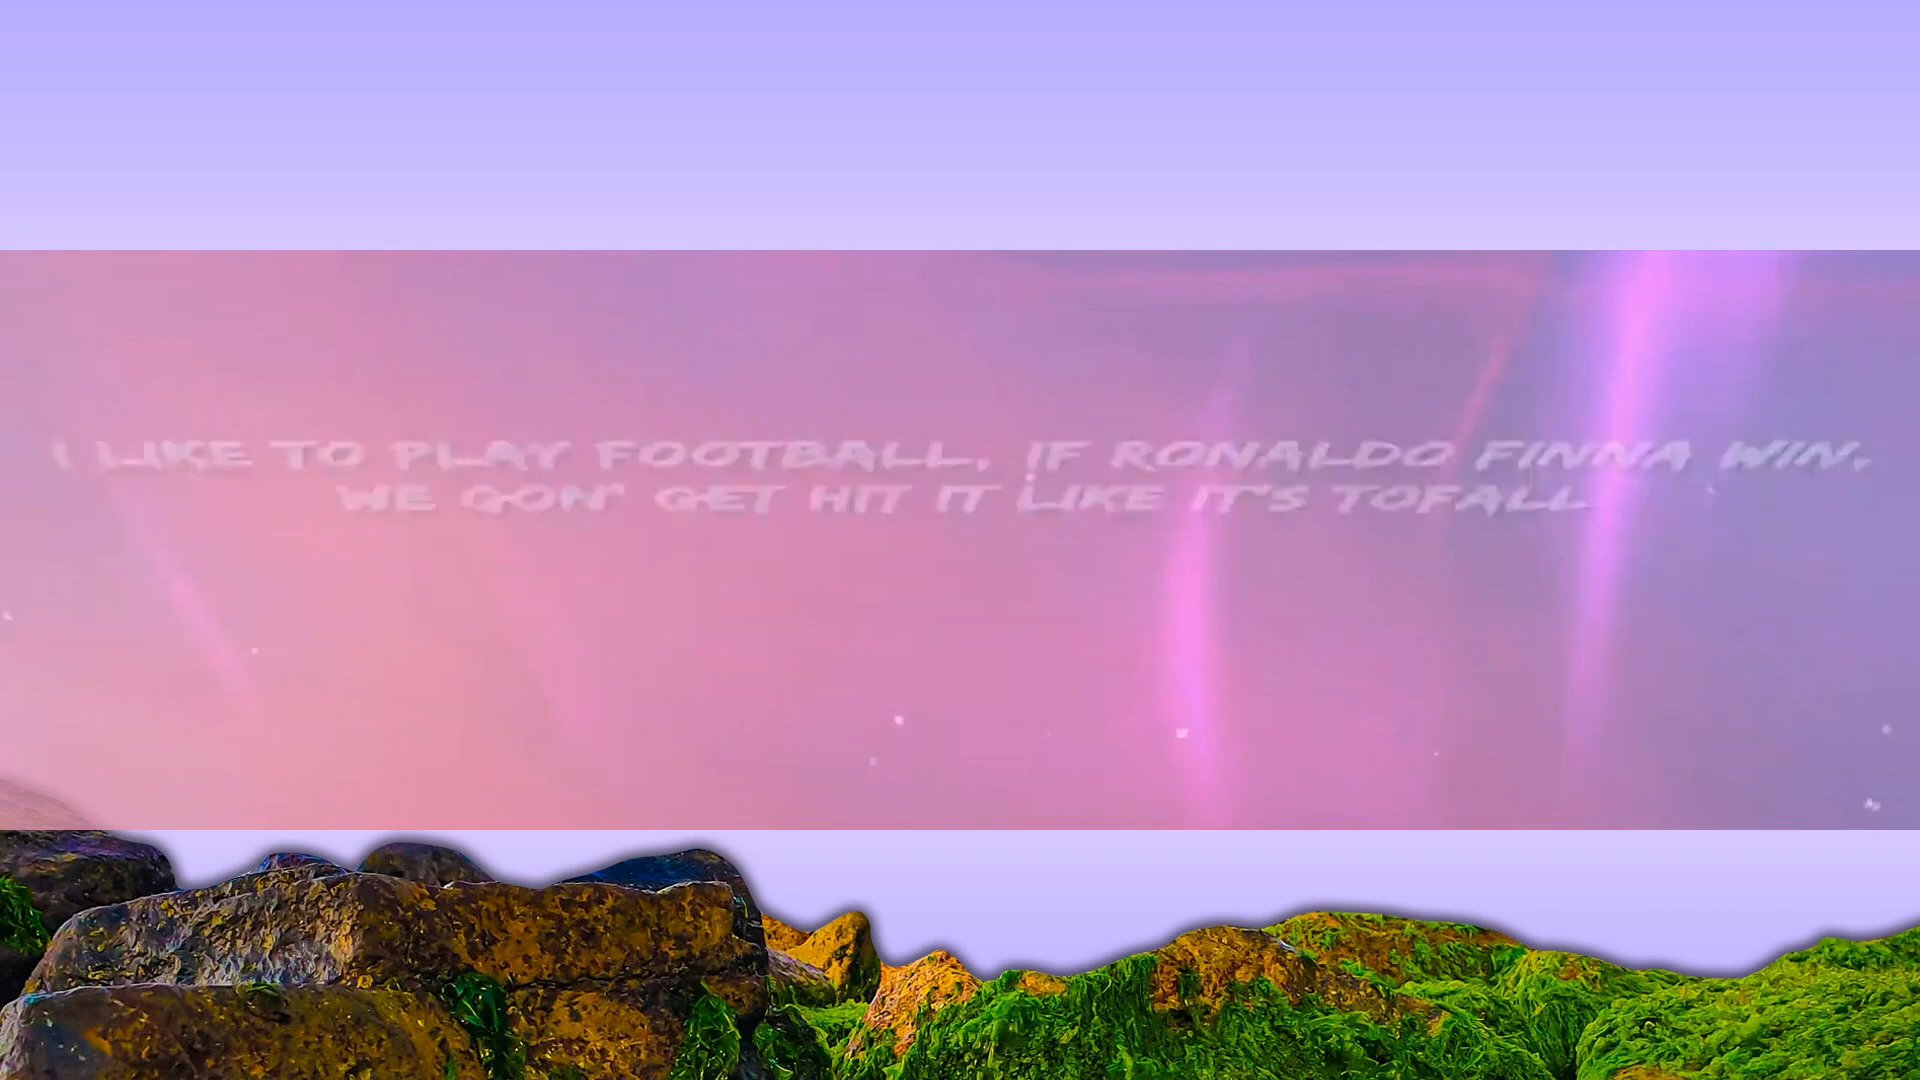 I LIKE TO PLAY FOOTBALL, IF RONALDO FINNA WIN,
WE GON' GET HIT IT LIKE IT'S TOFALL